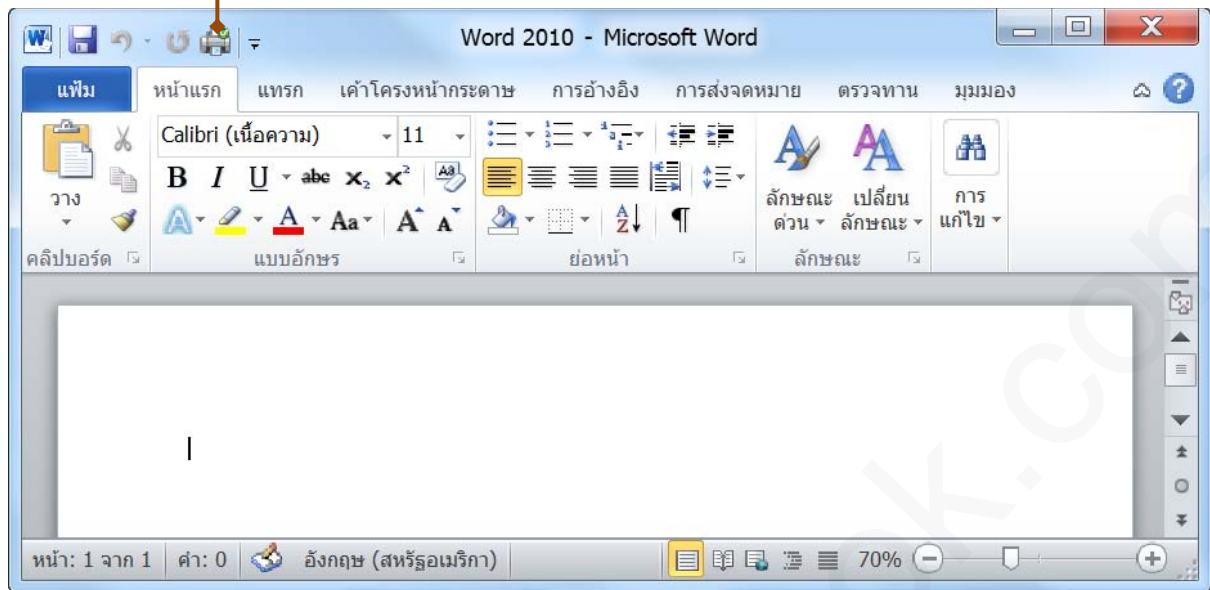 Word 2010 - Microsoft Word
แฟ้ม หน้าแรก แทรก เค้าโครงหน้ากระดาษ การอ้างอิง การส่งจดหมาย ตรวจทาน มุมมอง
Calibri (เนื้อความ) 11
B I U abc x₂ x² Aa A A
วาง
ลักษณะด่วน
เปลี่ยนลักษณะ
การแก้ไข
คลิปบอร์ด แบบอักษร ย่อหน้า ลักษณะ
หน้า: 1 จาก 1 คำ: 0 อังกฤษ (สหรัฐอเมริกา) 70%